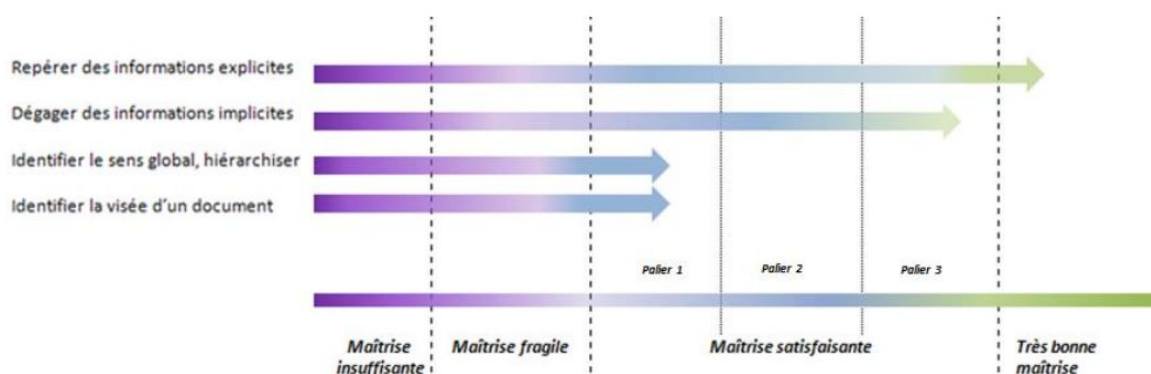 Repérer des informations explicites
Dégager des informations implicites
Identifier le sens global, hiérarchiser
Identifier la visée d'un document
Palier 1
Palier 2
Palier 3
Maîtrise insuffisante
Maîtrise fragile
Maîtrise satisfaisante
Très bonne maîtrise